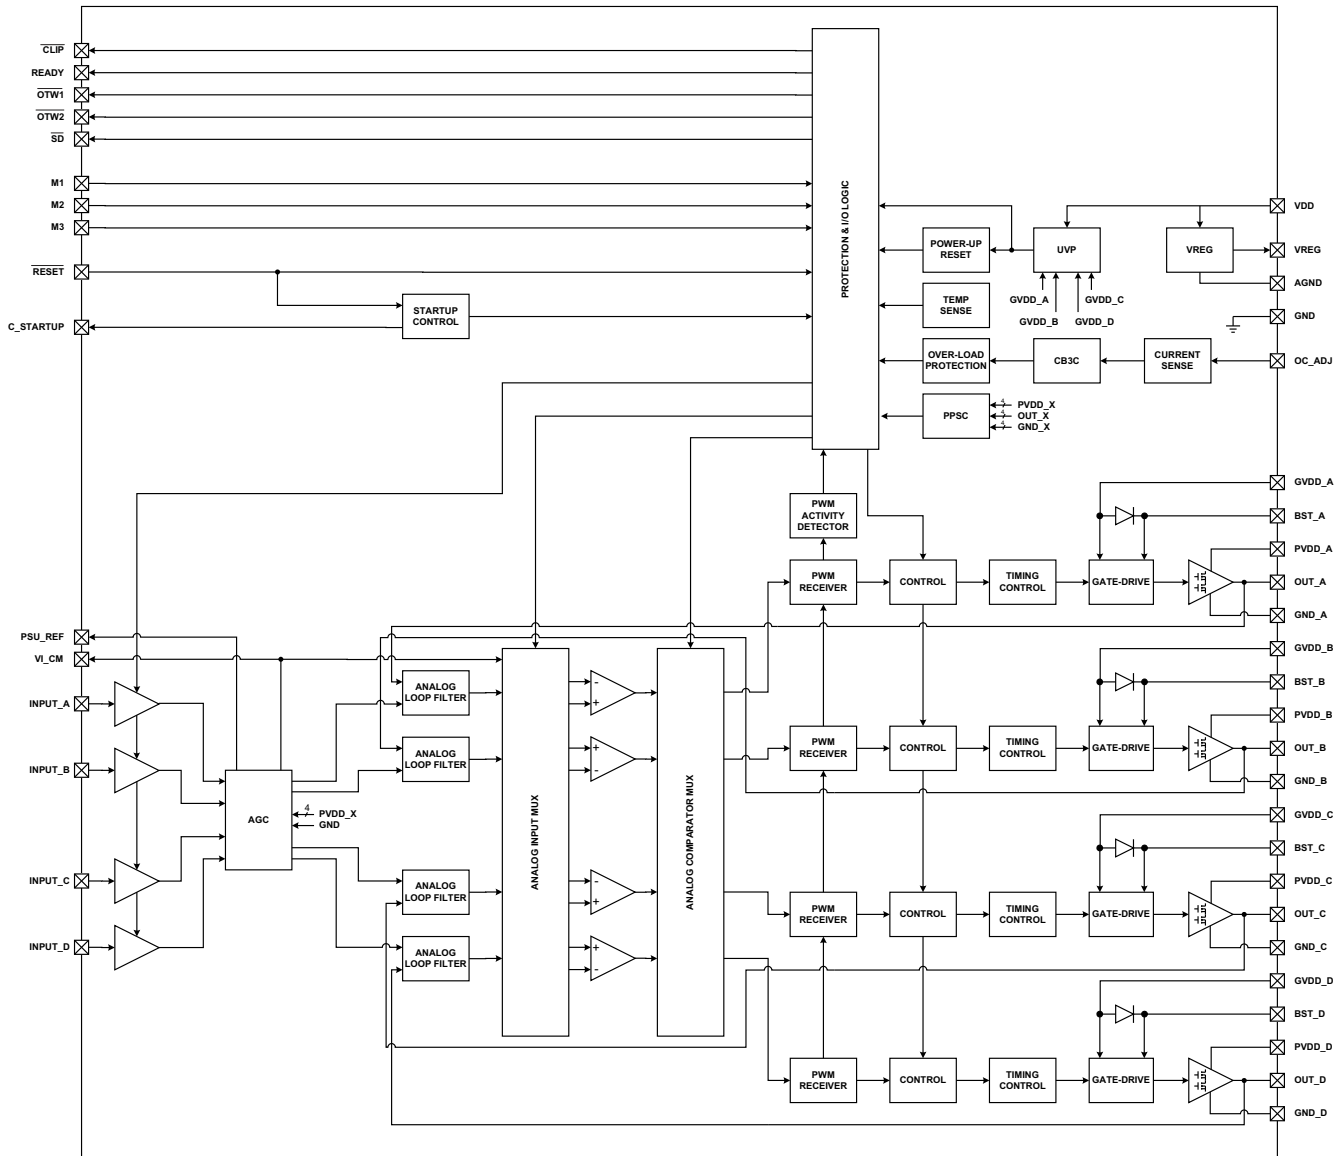 CLIP
READY
OTW1
OTW2
SD
M1
M2
M3
RESET
C_STARTUP
STARTUP
CONTROL
PROTECTION & I/O LOGIC
POWER-UP
RESET
UVP
VREG
GVDD_A
GVDD_C
GVDD_B
GVDD_D
TEMP
SENSE
OVER-LOAD
PROTECTION
CB3C
CURRENT
SENSE
PPSC
4
PVDD_X
4
OUT_X
4
GND_X
VDD
VREG
AGND
GND
OC_ADJ
PWM
ACTIVITY
DETECTOR
GVDD_A
BST_A
PVDD_A
OUT_A
GND_A
PWM
RECEIVER
CONTROL
TIMING
CONTROL
GATE-DRIVE
PSU_REF
VI_CM
INPUT_A
INPUT_B
INPUT_C
INPUT_D
AGC
4
PVDD_X
GND
ANALOG
LOOP FILTER
ANALOG
LOOP FILTER
ANALOG
LOOP FILTER
ANALOG
LOOP FILTER
ANALOG INPUT MUX
-
+
+
-
-
+
+
-
ANALOG COMPARATOR MUX
GVDD_B
BST_B
PVDD_B
OUT_B
GND_B
PWM
RECEIVER
CONTROL
TIMING
CONTROL
GATE-DRIVE
GVDD_C
BST_C
PVDD_C
OUT_C
GND_C
PWM
RECEIVER
CONTROL
TIMING
CONTROL
GATE-DRIVE
GVDD_D
BST_D
PVDD_D
OUT_D
GND_D
PWM
RECEIVER
CONTROL
TIMING
CONTROL
GATE-DRIVE